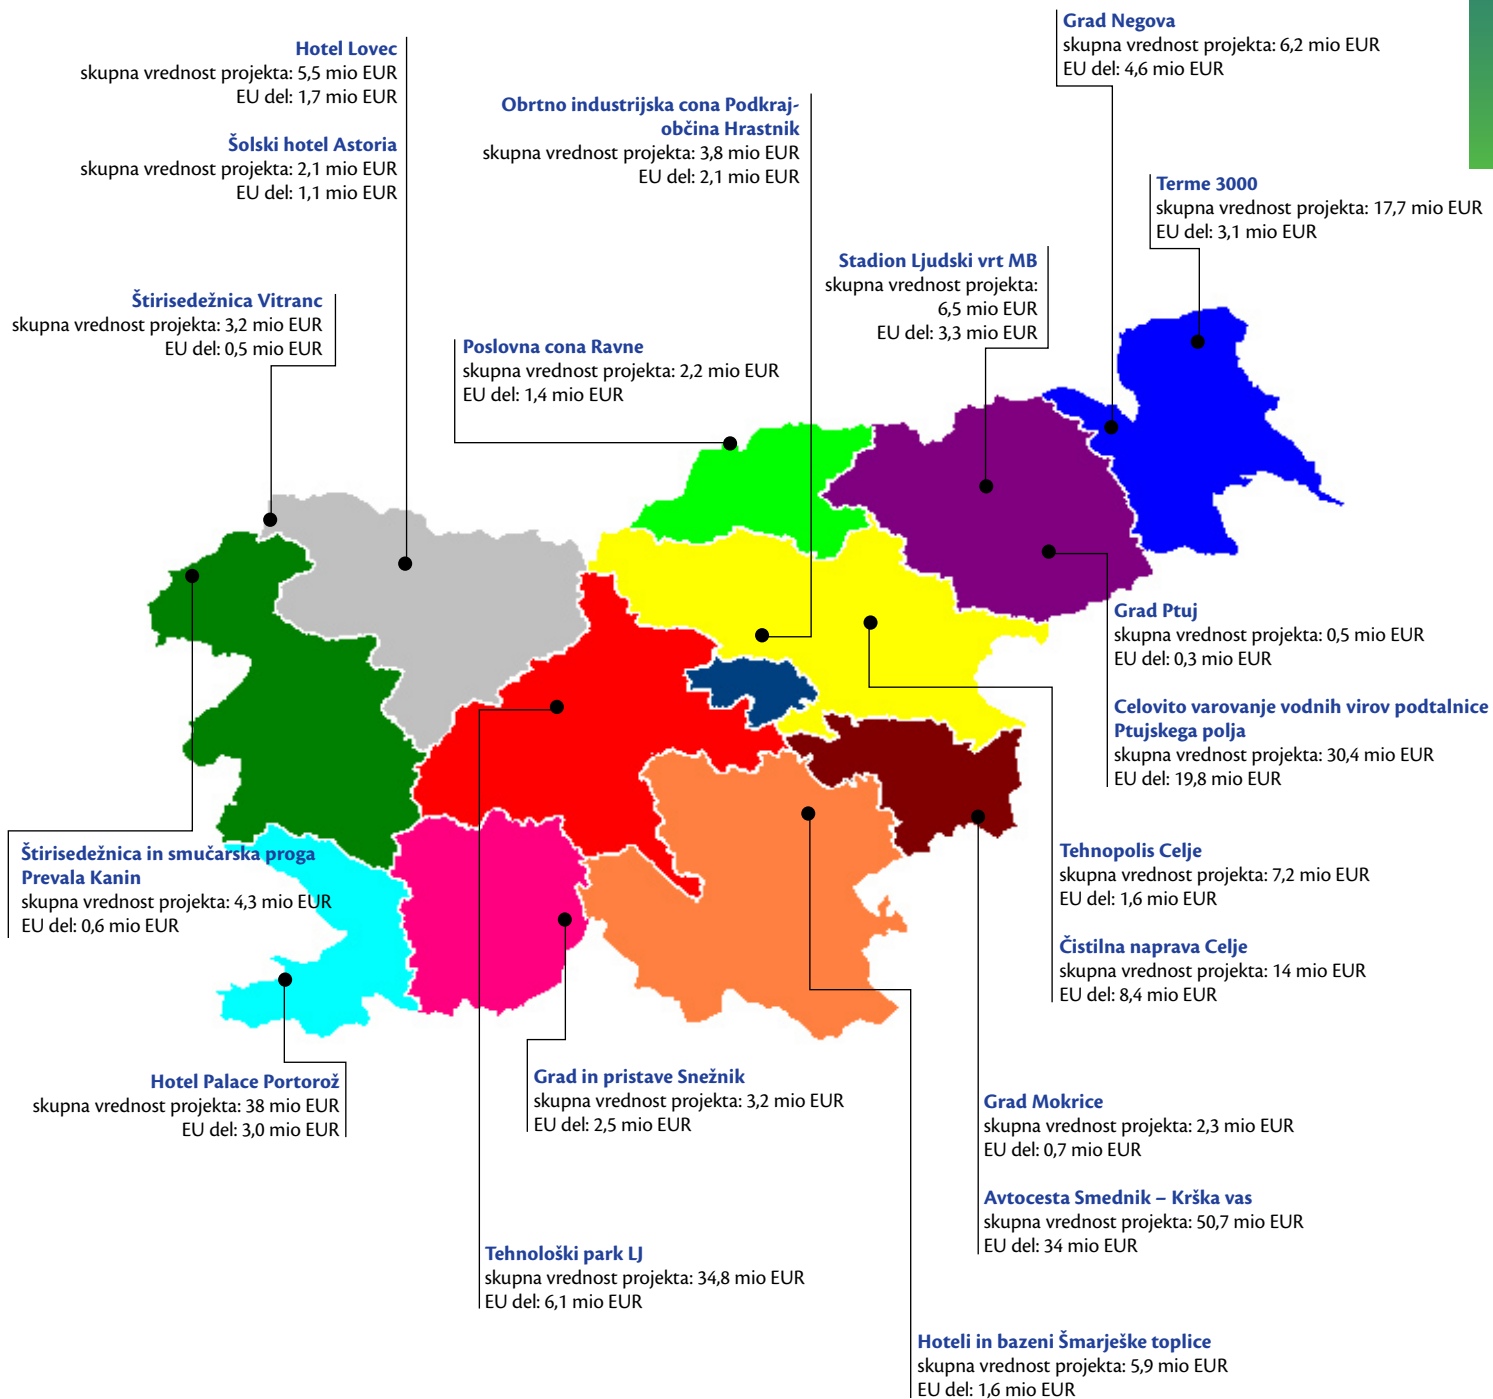 Grad Negova
skupna vrednost projekta: 6,2 mio EUR
EU del: 4,6 mio EUR
Hotel Lovec
skupna vrednost projekta: 5,5 mio EUR
EU del: 1,7 mio EUR
Šolski hotel Astoria
skupna vrednost projekta: 2,1 mio EUR
EU del: 1,1 mio EUR
Obrtno industrijska cona Podkraj-
občina Hrastnik
skupna vrednost projekta: 3,8 mio EUR
EU del: 2,1 mio EUR
Terme 3000
skupna vrednost projekta: 17,7 mio EUR
EU del: 3,1 mio EUR
Stadion Ljudski vrt MB
skupna vrednost projekta:
6,5 mio EUR
EU del: 3,3 mio EUR
Štirisedežnica Vitranc
skupna vrednost projekta: 3,2 mio EUR
EU del: 0,5 mio EUR
Poslovna cona Ravne
skupna vrednost projekta: 2,2 mio EUR
EU del: 1,4 mio EUR
Grad Ptuj
skupna vrednost projekta: 0,5 mio EUR
EU del: 0,3 mio EUR
Celovito varovanje vodnih virov podtalnice
Ptujskega polja
skupna vrednost projekta: 30,4 mio EUR
EU del: 19,8 mio EUR
Štirisedežnica in smučarska proga
Prevala Kanin
skupna vrednost projekta: 4,3 mio EUR
EU del: 0,6 mio EUR
Tehnopolis Celje
skupna vrednost projekta: 7,2 mio EUR
EU del: 1,6 mio EUR
Čistilna naprava Celje
skupna vrednost projekta: 14 mio EUR
EU del: 8,4 mio EUR
Hotel Palace Portorož
skupna vrednost projekta: 38 mio EUR
EU del: 3,0 mio EUR
Grad in pristave Snežnik
skupna vrednost projekta: 3,2 mio EUR
EU del: 2,5 mio EUR
Grad Mokrice
skupna vrednost projekta: 2,3 mio EUR
EU del: 0,7 mio EUR
Avtocesta Smednik – Krška vas
skupna vrednost projekta: 50,7 mio EUR
EU del: 34 mio EUR
Tehnološki park LJ
skupna vrednost projekta: 34,8 mio EUR
EU del: 6,1 mio EUR
Hoteli in bazeni Šmarješke toplice
skupna vrednost projekta: 5,9 mio EUR
EU del: 1,6 mio EUR